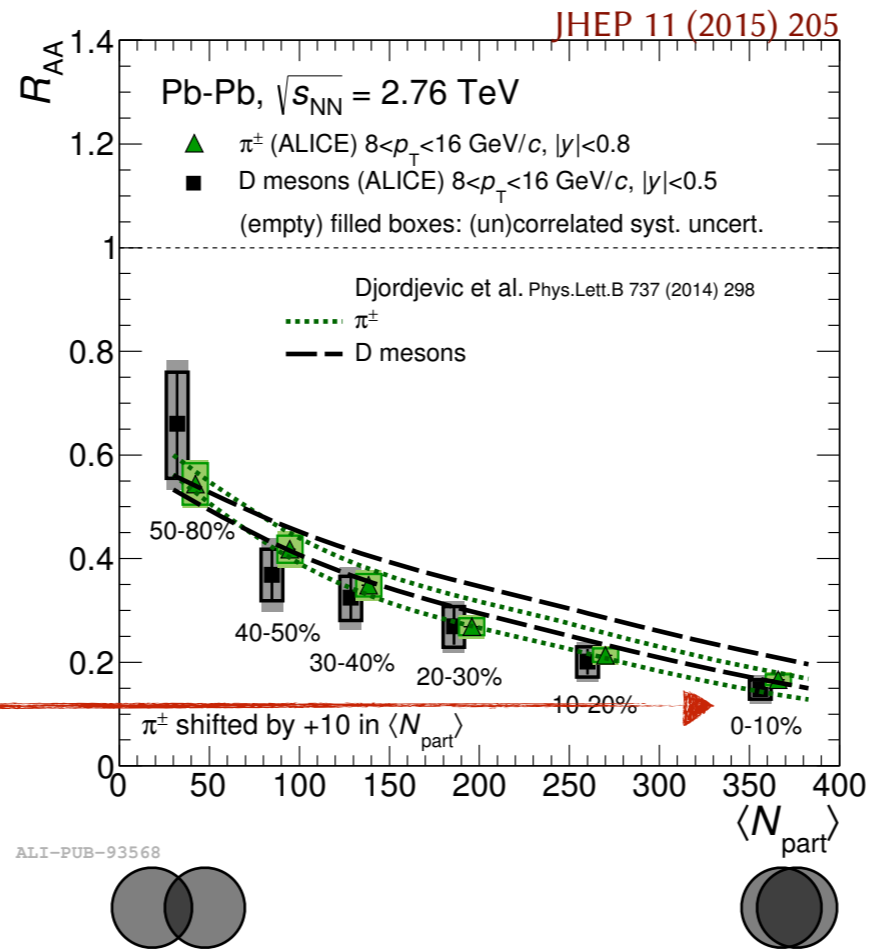 JHEP 11 (2015) 205
R_AA
1.4
1.2
1
0.8
0.6
0.4
0.2
0
Pb-Pb, √s_NN = 2.76 TeV
π± (ALICE) 8<p_T<16 GeV/c, |y|<0.8
D mesons (ALICE) 8<p_T<16 GeV/c, |y|<0.5
(empty) filled boxes: (un)correlated syst. uncert.
Djordjevic et al. Phys.Lett.B 737 (2014) 298
π±
D mesons
50-80%
40-50%
30-40%
20-30%
10-20%
0-10%
π± shifted by +10 in ⟨N_part⟩
0 50 100 150 200 250 300 350 400
⟨N_part⟩
ALI-PUB-93568